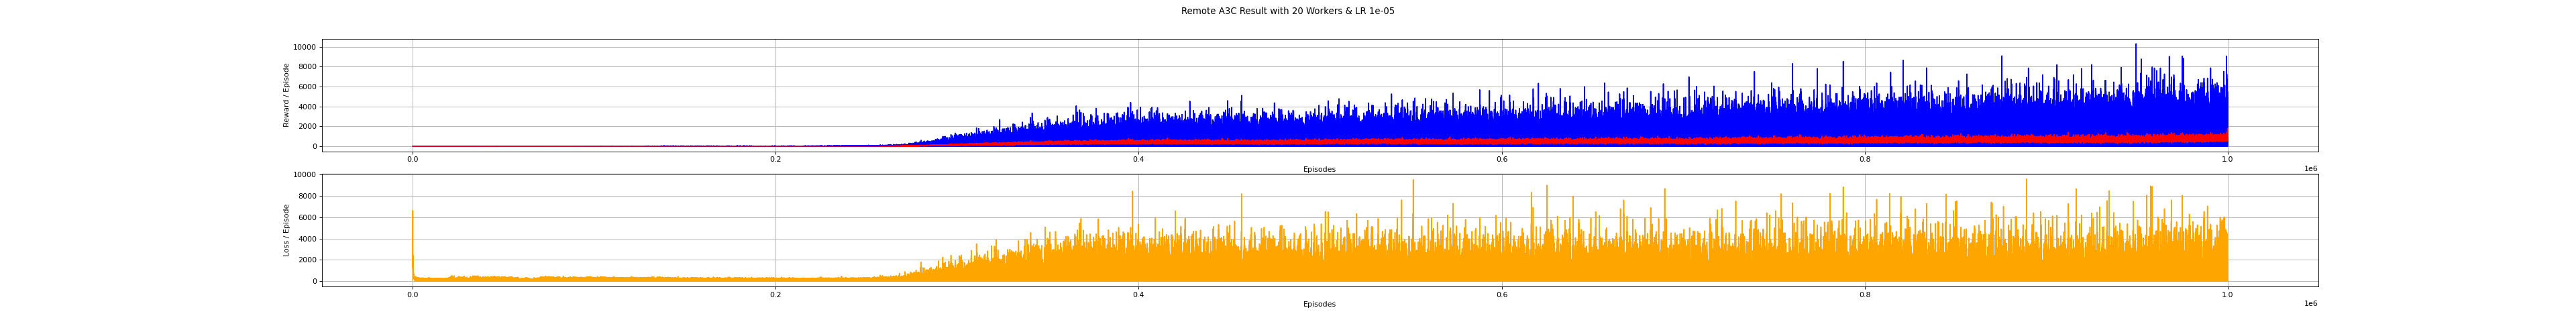 Remote A3C Result with 20 Workers & LR 1e-05
Reward / Episode
10000
8000
6000
4000
2000
0
0.0 0.2 0.4 0.6 0.8 1.0
Episodes
1e6
Loss / Episode
10000
8000
6000
4000
2000
0
0.0 0.2 0.4 0.6 0.8 1.0
Episodes
1e6